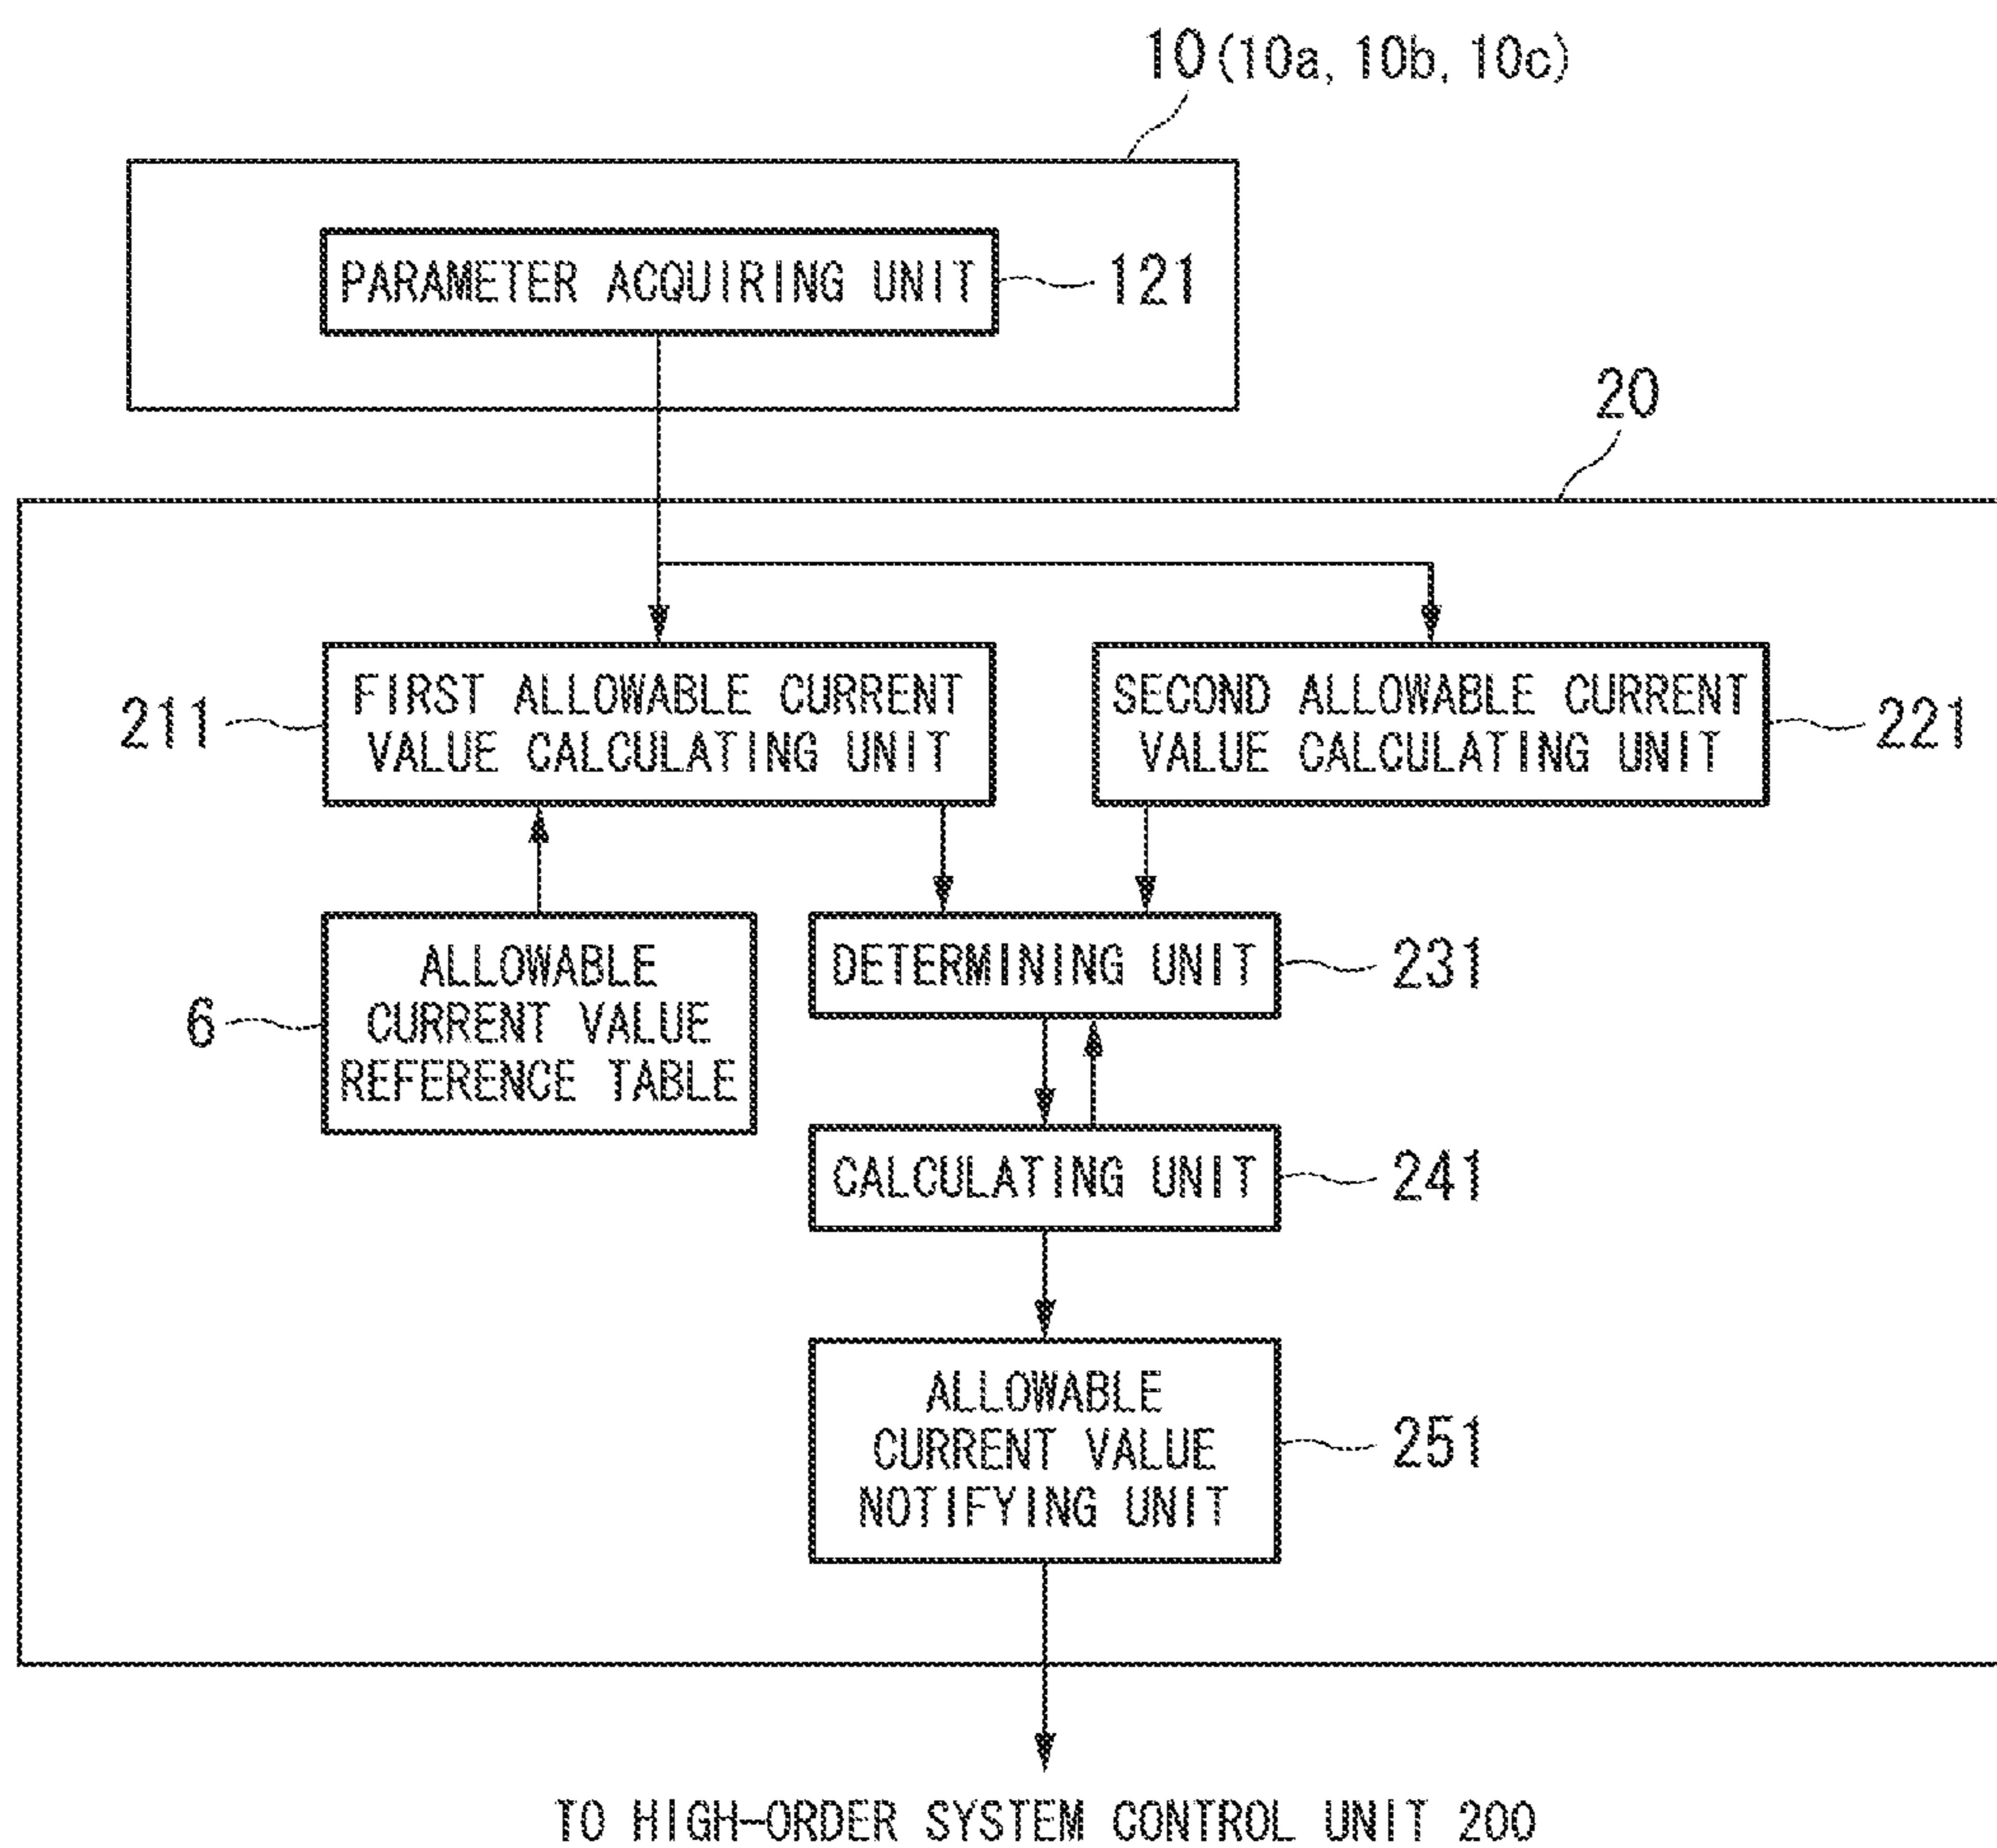 10 (10a, 10b, 10c)
PARAMETER ACQUIRING UNIT
121
20
FIRST ALLOWABLE CURRENT
VALUE CALCULATING UNIT
211
SECOND ALLOWABLE CURRENT
VALUE CALCULATING UNIT
221
ALLOWABLE
CURRENT VALUE
REFERENCE TABLE
6
DETERMINING UNIT
231
CALCULATING UNIT
241
ALLOWABLE
CURRENT VALUE
NOTIFYING UNIT
251
TO HIGH-ORDER SYSTEM CONTROL UNIT 200